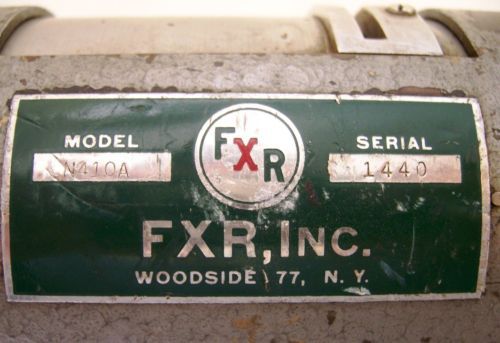 MODEL
N410A
FXR
SERIAL
1440
FXR, INC.
WOODSIDE 77, N. Y.